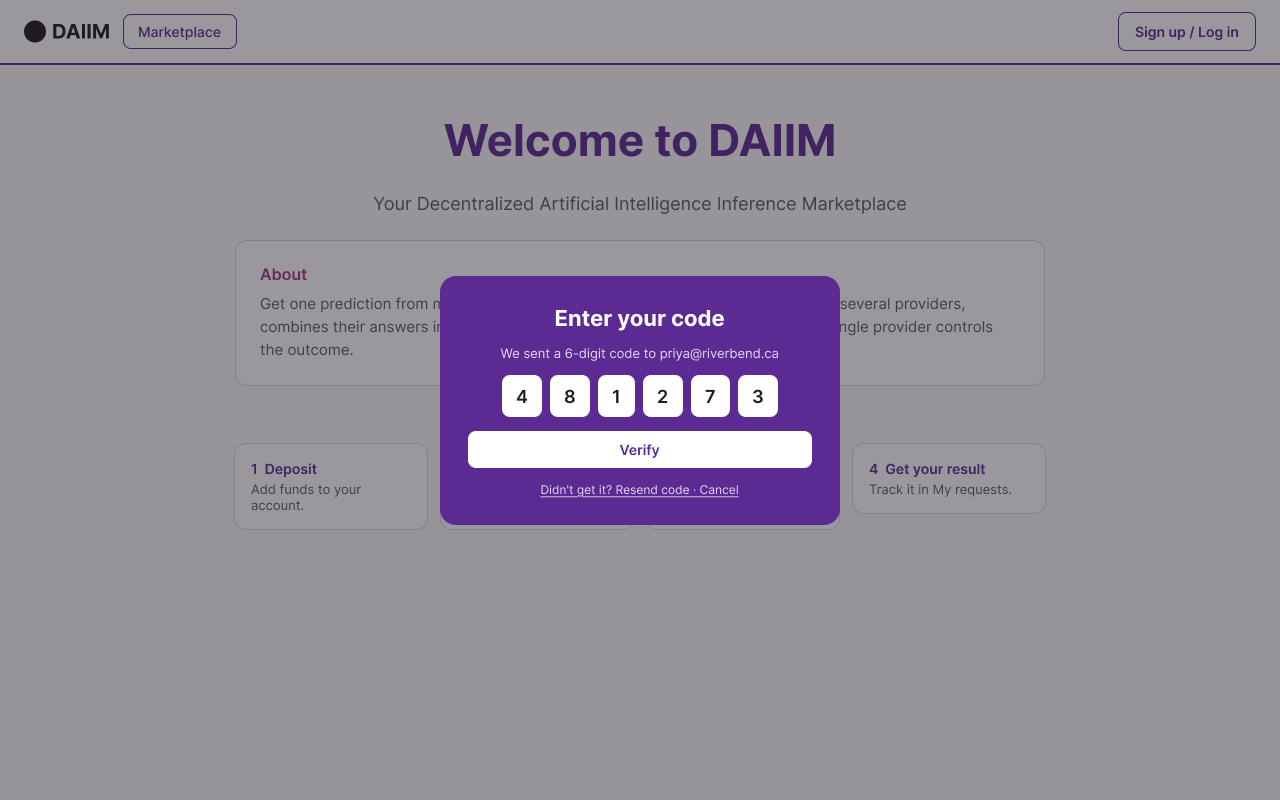 DAIIM
Marketplace
Sign up / Log in
Welcome to DAIIM
Your Decentralized Artificial Intelligence Inference Marketplace
About
Get one prediction from
several providers,
combines their answers
provider controls
the outcome.
Enter your code
We sent a 6-digit code to priya@riverbend.ca
4 8 1 2 7 3
Verify
Didn't get it? Resend code · Cancel
1 Deposit
Add funds to your
account.
4 Get your result
Track it in My requests.